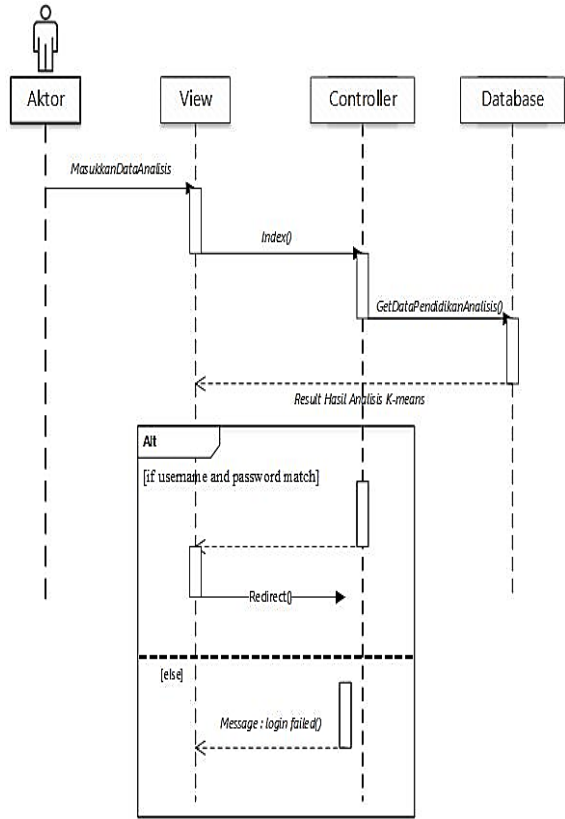 Aktor
View
Controller
Database
MasukkanDataAnalisis
Index()
GetDataPendidikanAnalisis()
Result Hasil Analisis K-means
Alt
[if username and password match]
Redirect()
[else]
Message : login failed()